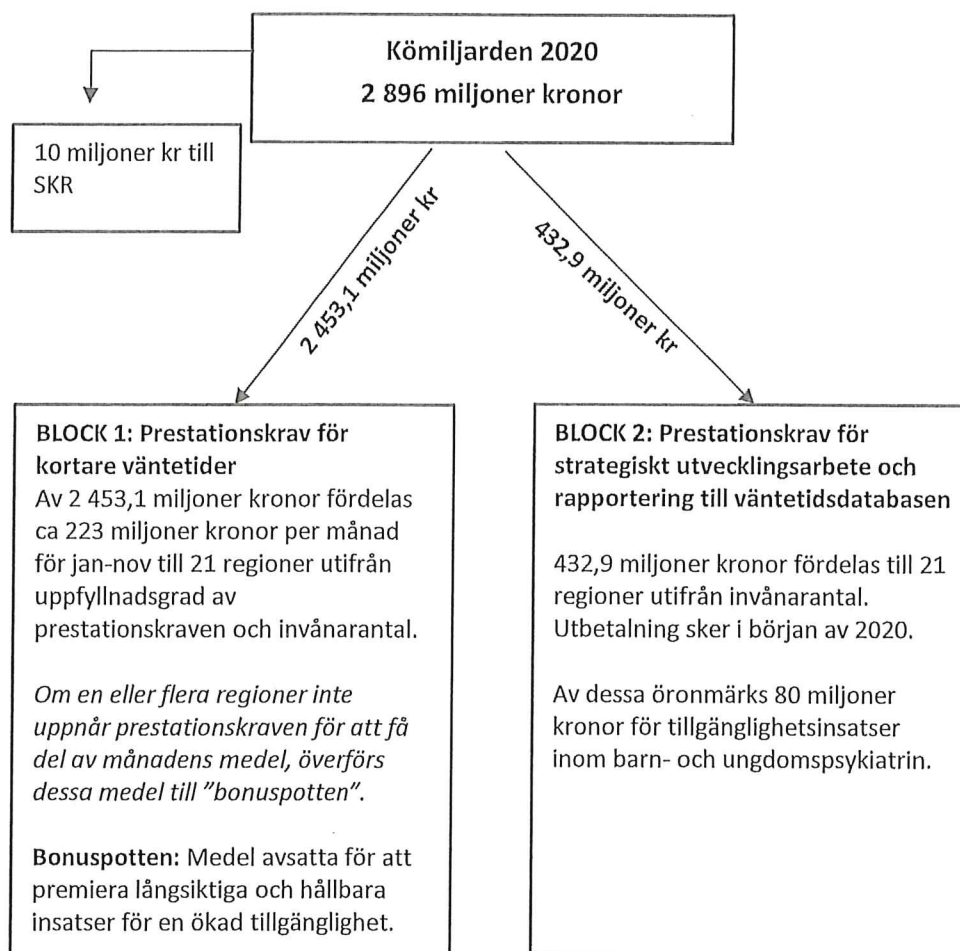 Kömiljarden 2020
2 896 miljoner kronor
10 miljoner kr till
SKR
2 453,1 miljoner kr
432,9 miljoner kr
BLOCK 1: Prestationskrav för
kortare väntetider
Av 2 453,1 miljoner kronor fördelas
ca 223 miljoner kronor per månad
för jan-nov till 21 regioner utifrån
uppfyllnadsgrad av
prestationskraven och invånarantal.
Om en eller flera regioner inte
uppnår prestationskraven för att få
del av månadens medel, överförs
dessa medel till ”bonuspotten”.
Bonuspotten: Medel avsatta för att
premiera långsiktiga och hållbara
insatser för en ökad tillgänglighet.
BLOCK 2: Prestationskrav för
strategiskt utvecklingsarbete och
rapportering till väntetidsdatabasen
432,9 miljoner kronor fördelas till 21
regioner utifrån invånarantal.
Utbetalning sker i början av 2020.
Av dessa öronmärks 80 miljoner
kronor för tillgänglighetsinsatser
inom barn- och ungdomspsykiatrin.